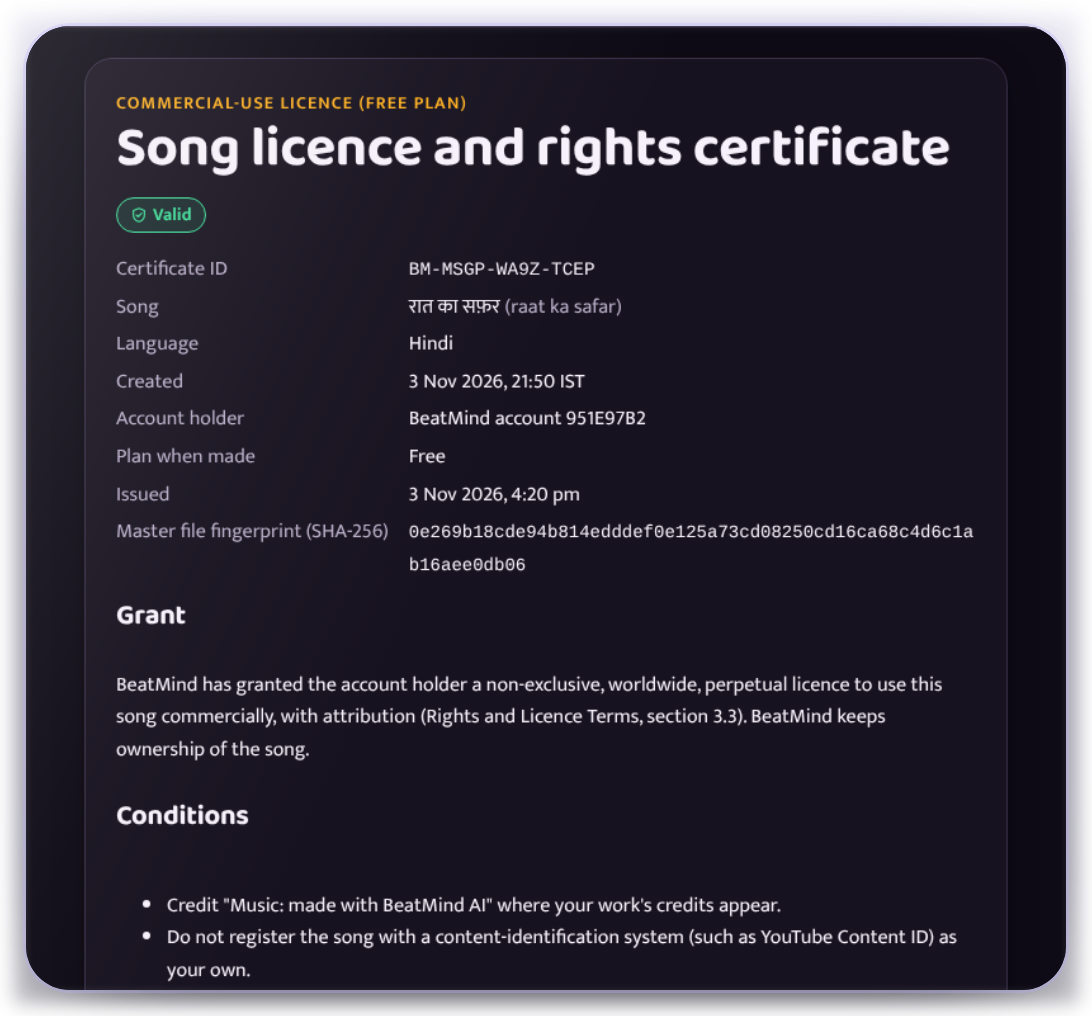 COMMERCIAL-USE LICENCE (FREE PLAN)
Song licence and rights certificate
Valid
Certificate ID BM-MSGP-WA9Z-TCEP
Song रात का सफ़र (raat ka safar)
Language Hindi
Created 3 Nov 2026, 21:50 IST
Account holder BeatMind account 951E97B2
Plan when made Free
Issued 3 Nov 2026, 4:20 pm
Master file fingerprint (SHA-256) 0e269b18cde94b814edddef0e125a73cd08250cd16ca68c4d6c1a
b16aee0db06
Grant
BeatMind has granted the account holder a non-exclusive, worldwide, perpetual licence to use this
song commercially, with attribution (Rights and Licence Terms, section 3.3). BeatMind keeps
ownership of the song.
Conditions
• Credit "Music: made with BeatMind AI" where your work's credits appear.
• Do not register the song with a content-identification system (such as YouTube Content ID) as
your own.